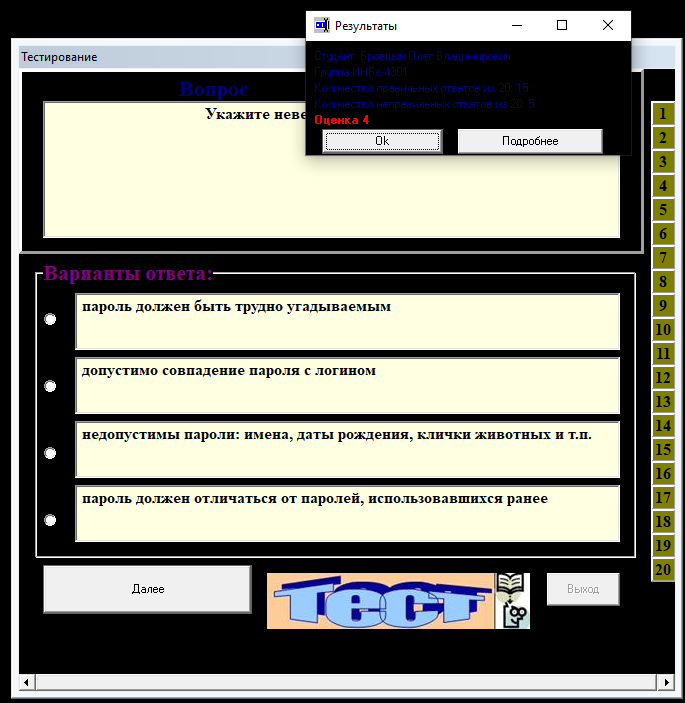 Результаты
Тестирование
Студент: Бровцын Олег Владимирович
Группа ИНБс-4301
Количество правильных ответов из 20: 15
Количество неправильных ответов из 20: 5
Оценка 4
Ok
Подробнее
Вопрос
Укажите неве
Варианты ответа:
пароль должен быть трудно угадываемым
допустимо совпадение пароля с логином
недопустимы пароли: имена, даты рождения, клички животных и т.п.
пароль должен отличаться от паролей, использовавшихся ранее
1
2
3
4
5
6
7
8
9
10
11
12
13
14
15
16
17
18
19
20
Далее
Тест
Выход